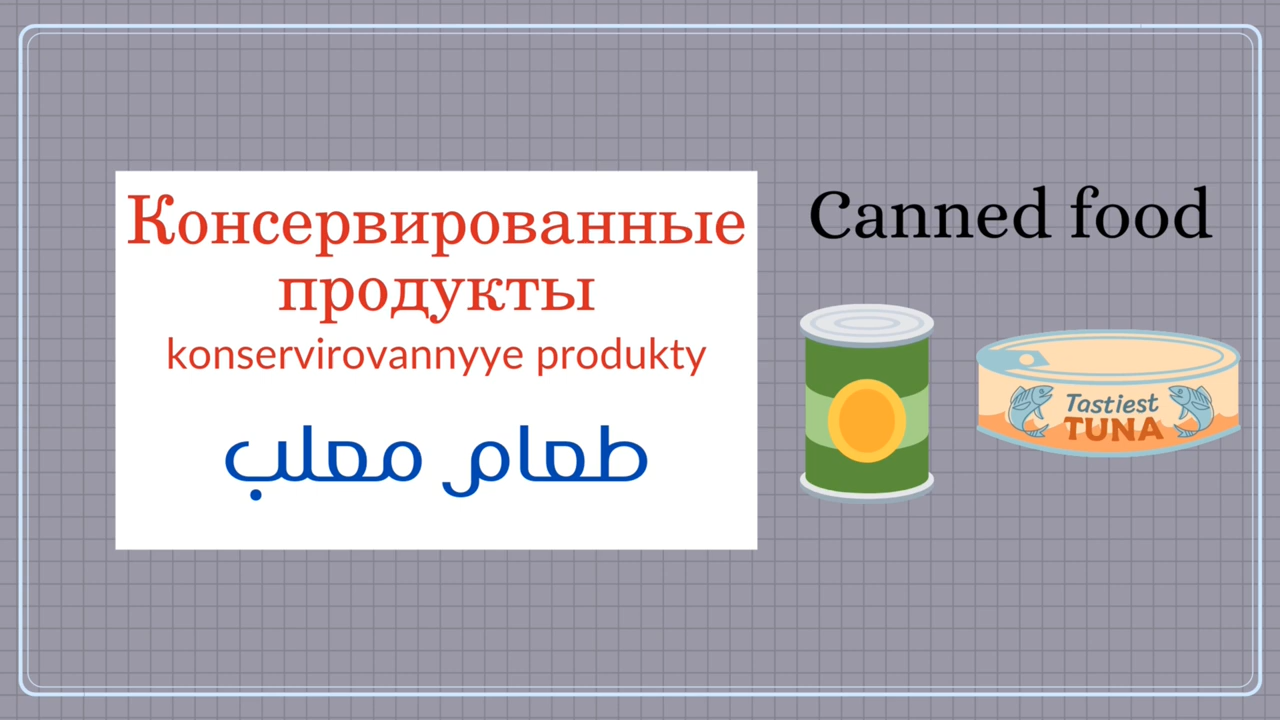 Консервированные
продукты
konservirovannyye produkty
طعام معلب
Canned food
Tastiest
TUNA